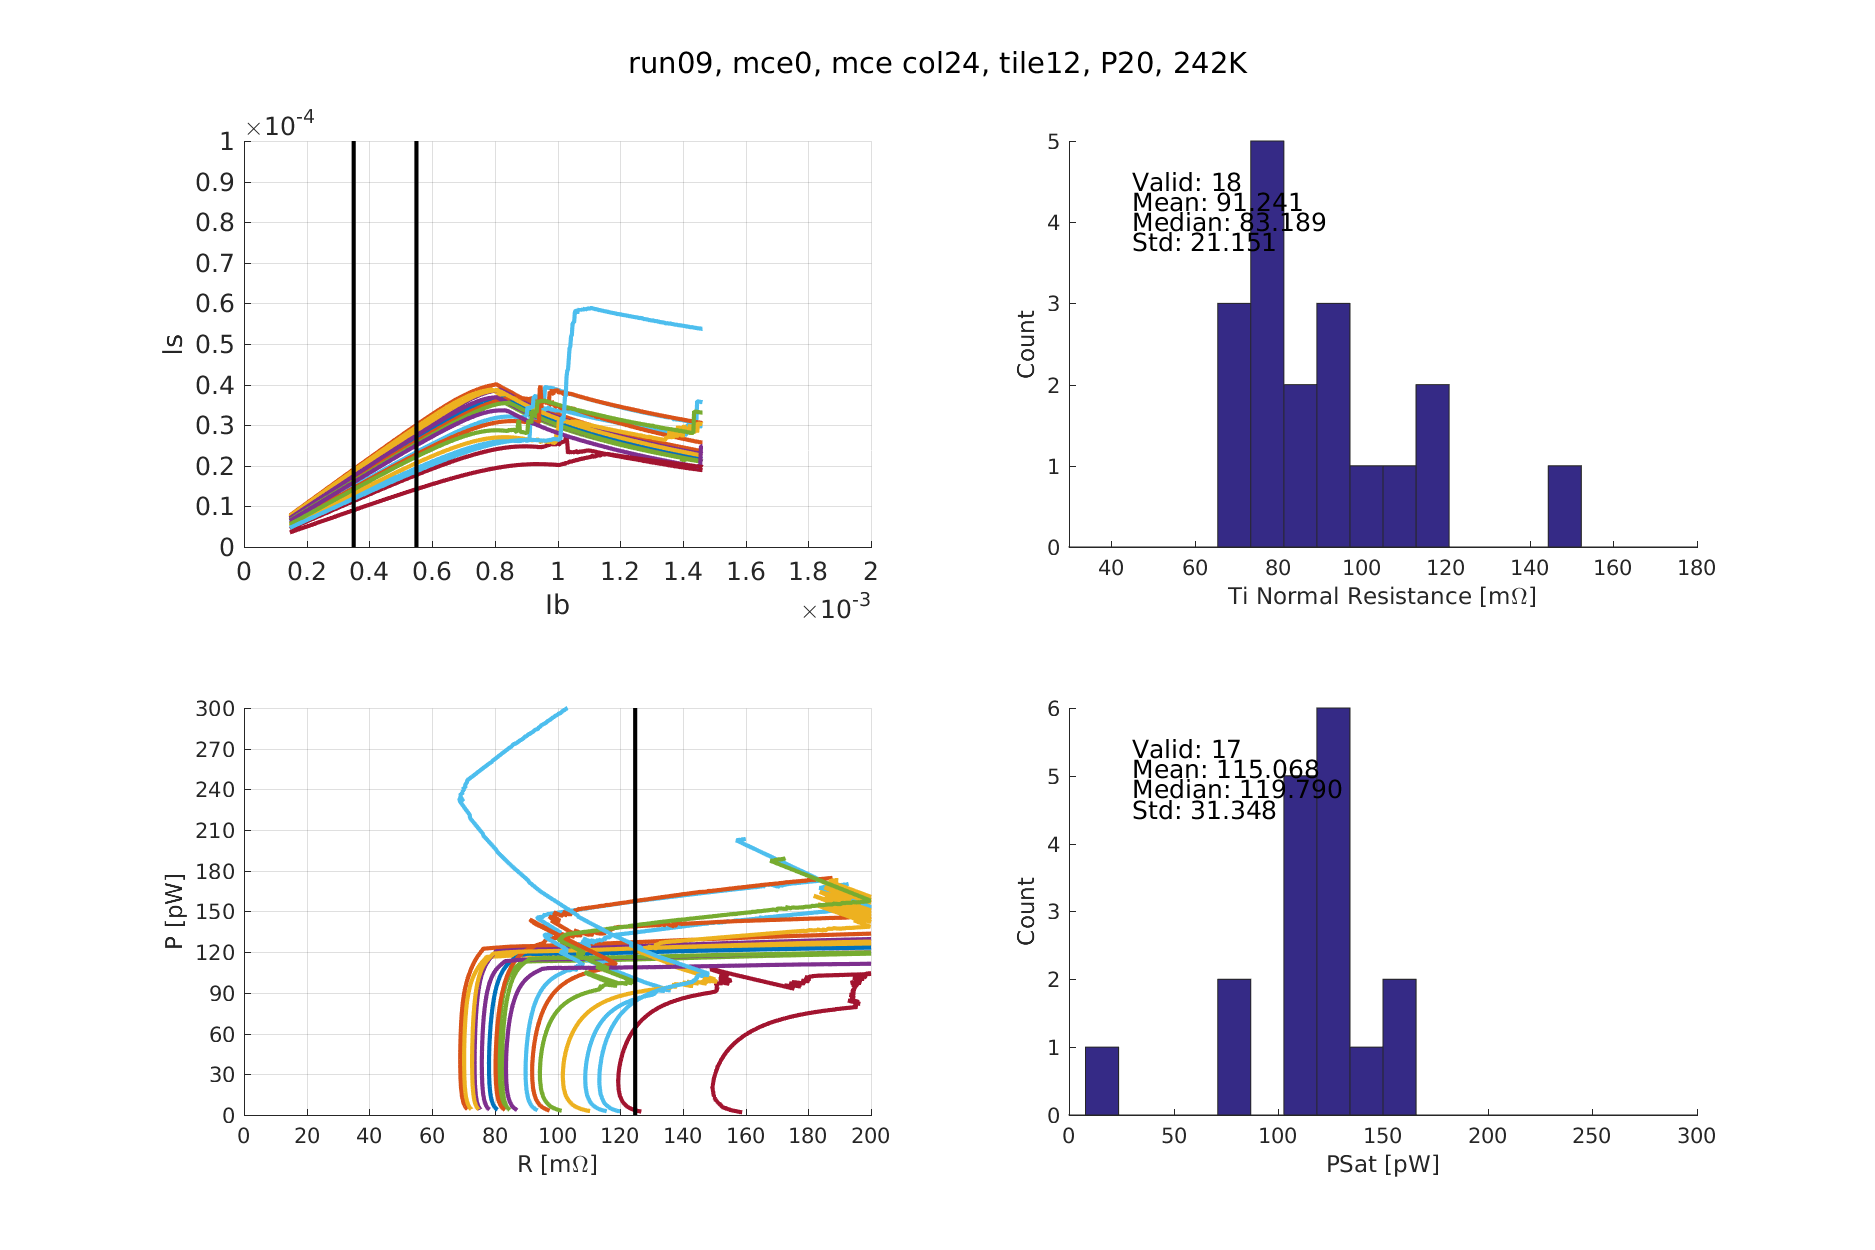 run09, mce0, mce col24, tile12, P20, 242K
×10-4
1
0.9
0.8
0.7
0.6
0.5
0.4
0.3
0.2
0.1
0
Is
0 0.2 0.4 0.6 0.8 1 1.2 1.4 1.6 1.8 2
Ib
×10-3
5
4
3
2
1
0
Count
Valid: 18
Mean: 91.241
Median: 83.189
Std: 21.151
40 60 80 100 120 140 160 180
Ti Normal Resistance [mΩ]
300
270
240
210
180
150
120
90
60
30
0
P [pW]
0 20 40 60 80 100 120 140 160 180 200
R [mΩ]
6
5
4
3
2
1
0
Count
Valid: 17
Mean: 115.068
Median: 119.790
Std: 31.348
0 50 100 150 200 250 300
PSat [pW]